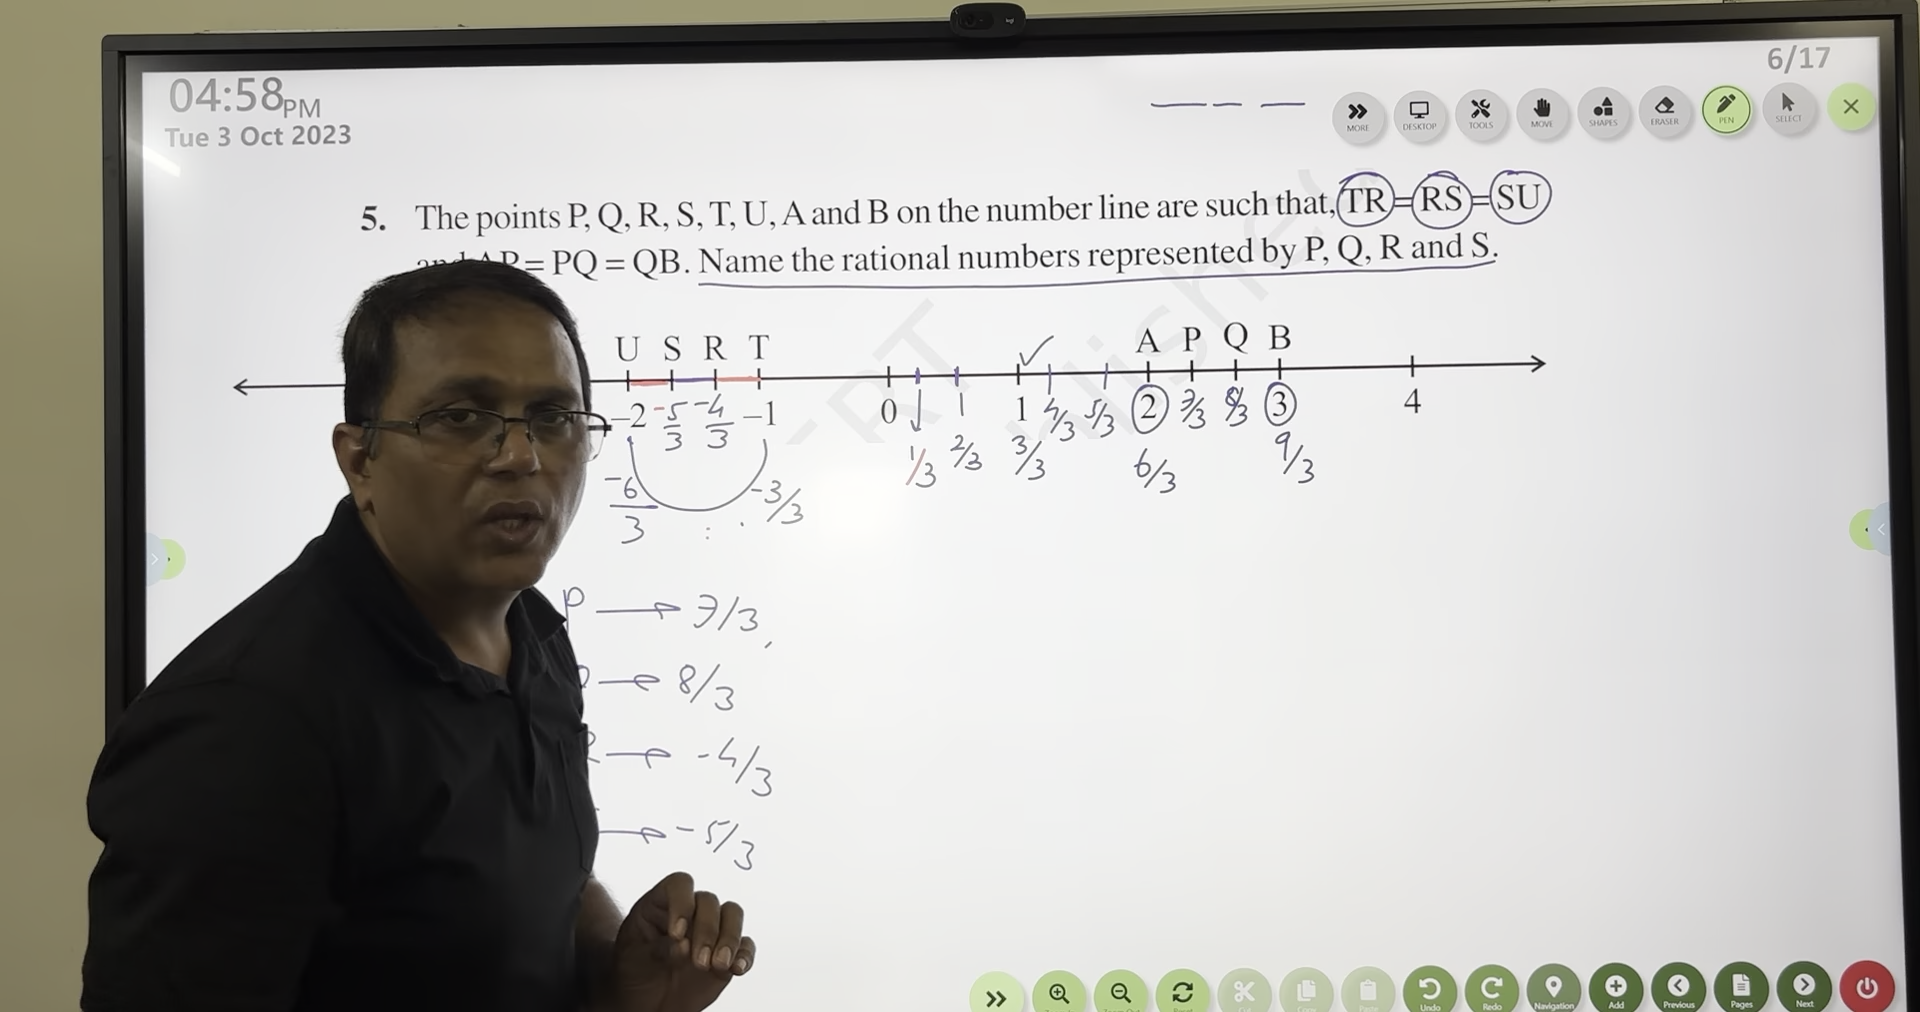 04:58PM
Tue 3 Oct 2023
6/17
MORE DESKTOP TOOLS MOVE SHAPES ERASER PEN SELECT
5. The points P, Q, R, S, T, U, A and B on the number line are such that, TR=RS=SU
and AP = PQ = QB. Name the rational numbers represented by P, Q, R and S.
U S R T A P Q B
-2 -5/3 -4/3 -1 0 1 4/3 5/3 2 7/3 8/3 3 4
-6/3 -3/3 1/3 2/3 3/3 6/3 9/3
P → 7/3,
→ 8/3
R → -4/3
→ -5/3
Undo Redo Navigation Add Previous Pages Next